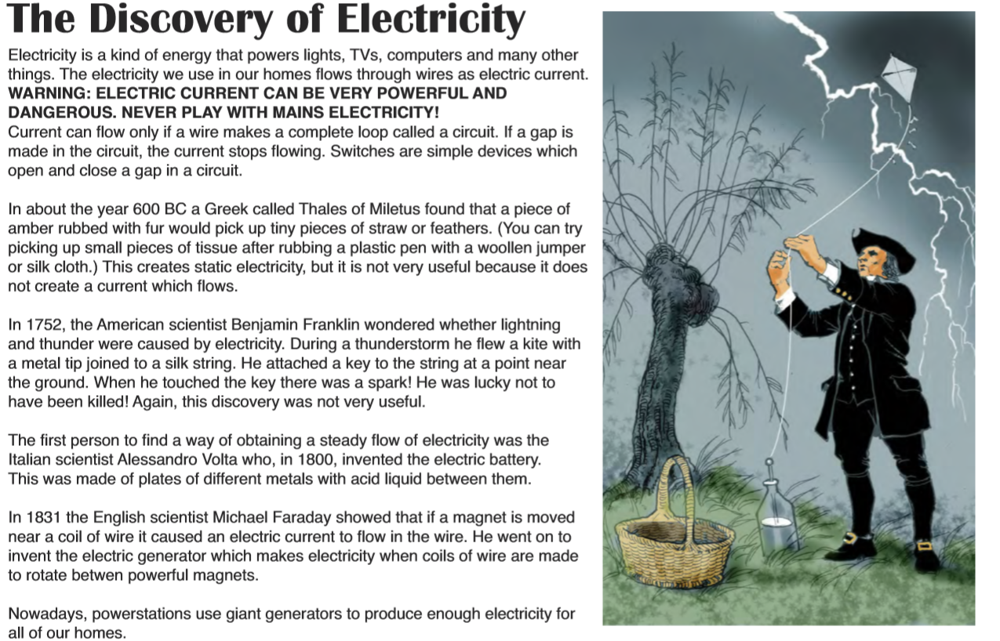 The Discovery of Electricity
Electricity is a kind of energy that powers lights, TVs, computers and many other
things. The electricity we use in our homes flows through wires as electric current.
WARNING: ELECTRIC CURRENT CAN BE VERY POWERFUL AND
DANGEROUS. NEVER PLAY WITH MAINS ELECTRICITY!
Current can flow only if a wire makes a complete loop called a circuit. If a gap is
made in the circuit, the current stops flowing. Switches are simple devices which
open and close a gap in a circuit.
In about the year 600 BC a Greek called Thales of Miletus found that a piece of
amber rubbed with fur would pick up tiny pieces of straw or feathers. (You can try
picking up small pieces of tissue after rubbing a plastic pen with a woollen jumper
or silk cloth.) This creates static electricity, but it is not very useful because it does
not create a current which flows.
In 1752, the American scientist Benjamin Franklin wondered whether lightning
and thunder were caused by electricity. During a thunderstorm he flew a kite with
a metal tip joined to a silk string. He attached a key to the string at a point near
the ground. When he touched the key there was a spark! He was lucky not to
have been killed! Again, this discovery was not very useful.
The first person to find a way of obtaining a steady flow of electricity was the
Italian scientist Alessandro Volta who, in 1800, invented the electric battery.
This was made of plates of different metals with acid liquid between them.
In 1831 the English scientist Michael Faraday showed that if a magnet is moved
near a coil of wire it caused an electric current to flow in the wire. He went on to
invent the electric generator which makes electricity when coils of wire are made
to rotate betwen powerful magnets.
Nowadays, powerstations use giant generators to produce enough electricity for
all of our homes.